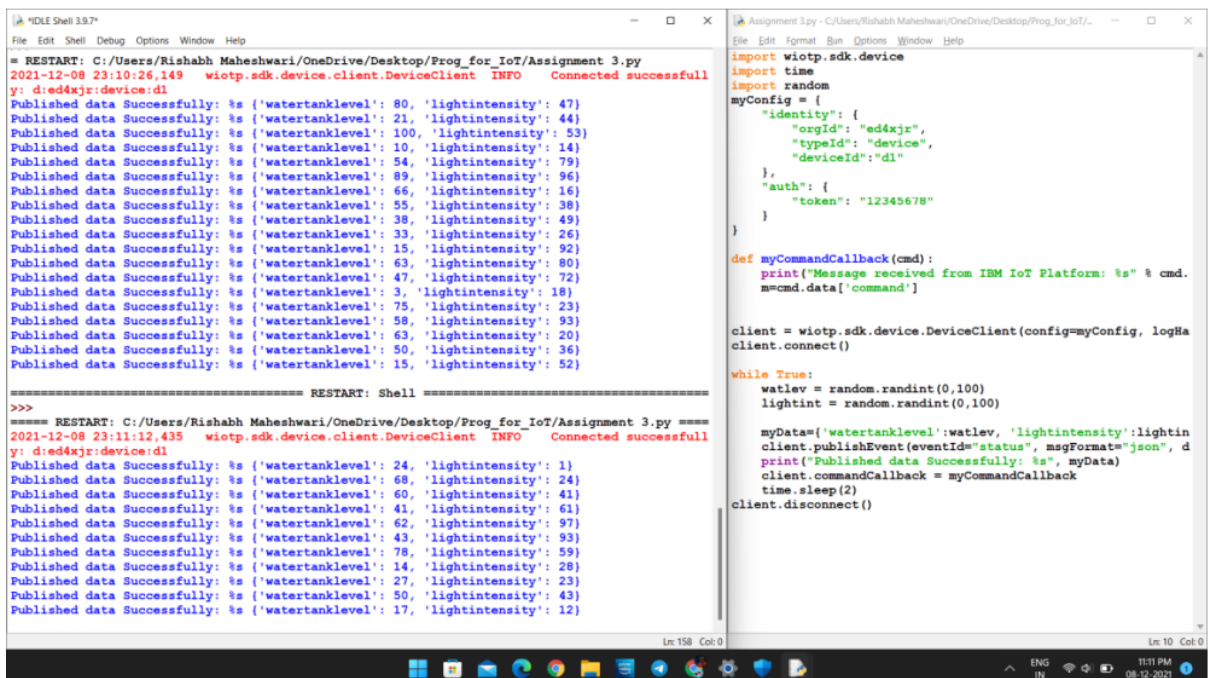 *IDLE Shell 3.9.7*
File Edit Shell Debug Options Window Help
= RESTART: C:/Users/Rishabh Maheshwari/OneDrive/Desktop/Prog_for_IoT/Assignment 3.py
2021-12-08 23:10:26,149   wiotp.sdk.device.client.DeviceClient  INFO    Connected successfull
y: d:ed4xjr:device:d1
Published data Successfully: %s {'watertanklevel': 80, 'lightintensity': 47}
Published data Successfully: %s {'watertanklevel': 21, 'lightintensity': 44}
Published data Successfully: %s {'watertanklevel': 100, 'lightintensity': 53}
Published data Successfully: %s {'watertanklevel': 10, 'lightintensity': 14}
Published data Successfully: %s {'watertanklevel': 54, 'lightintensity': 79}
Published data Successfully: %s {'watertanklevel': 89, 'lightintensity': 96}
Published data Successfully: %s {'watertanklevel': 66, 'lightintensity': 16}
Published data Successfully: %s {'watertanklevel': 55, 'lightintensity': 38}
Published data Successfully: %s {'watertanklevel': 38, 'lightintensity': 49}
Published data Successfully: %s {'watertanklevel': 33, 'lightintensity': 26}
Published data Successfully: %s {'watertanklevel': 15, 'lightintensity': 92}
Published data Successfully: %s {'watertanklevel': 63, 'lightintensity': 80}
Published data Successfully: %s {'watertanklevel': 47, 'lightintensity': 72}
Published data Successfully: %s {'watertanklevel': 3, 'lightintensity': 18}
Published data Successfully: %s {'watertanklevel': 75, 'lightintensity': 23}
Published data Successfully: %s {'watertanklevel': 58, 'lightintensity': 93}
Published data Successfully: %s {'watertanklevel': 63, 'lightintensity': 20}
Published data Successfully: %s {'watertanklevel': 50, 'lightintensity': 36}
Published data Successfully: %s {'watertanklevel': 15, 'lightintensity': 52}
====================================== RESTART: Shell =====================================
>>>
===== RESTART: C:/Users/Rishabh Maheshwari/OneDrive/Desktop/Prog_for_IoT/Assignment 3.py ====
2021-12-08 23:11:12,435   wiotp.sdk.device.client.DeviceClient  INFO    Connected successfull
y: d:ed4xjr:device:d1
Published data Successfully: %s {'watertanklevel': 24, 'lightintensity': 1}
Published data Successfully: %s {'watertanklevel': 68, 'lightintensity': 24}
Published data Successfully: %s {'watertanklevel': 60, 'lightintensity': 41}
Published data Successfully: %s {'watertanklevel': 41, 'lightintensity': 61}
Published data Successfully: %s {'watertanklevel': 62, 'lightintensity': 97}
Published data Successfully: %s {'watertanklevel': 43, 'lightintensity': 93}
Published data Successfully: %s {'watertanklevel': 78, 'lightintensity': 59}
Published data Successfully: %s {'watertanklevel': 14, 'lightintensity': 28}
Published data Successfully: %s {'watertanklevel': 27, 'lightintensity': 23}
Published data Successfully: %s {'watertanklevel': 50, 'lightintensity': 43}
Published data Successfully: %s {'watertanklevel': 17, 'lightintensity': 12}
Ln: 158 Col: 0
Assignment 3.py - C:/Users/Rishabh Maheshwari/OneDrive/Desktop/Prog_for_IoT/...
File Edit Format Run Options Window Help
import wiotp.sdk.device
import time
import random
myConfig = {
    "identity": {
        "orgId": "ed4xjr",
        "typeId": "device",
        "deviceId":"d1"
    },
    "auth": {
        "token": "12345678"
    }
}
def myCommandCallback(cmd):
    print("Message received from IBM IoT Platform: %s" % cmd.
    m=cmd.data['command']
client = wiotp.sdk.device.DeviceClient(config=myConfig, logHa
client.connect()
while True:
    watlev = random.randint(0,100)
    lightint = random.randint(0,100)
    myData={'watertanklevel':watlev, 'lightintensity':lightin
    client.publishEvent(eventId="status", msgFormat="json", d
    print("Published data Successfully: %s", myData)
    client.commandCallback = myCommandCallback
    time.sleep(2)
client.disconnect()
Ln: 10 Col: 0
ENG
IN
11:11 PM
08-12-2021
1